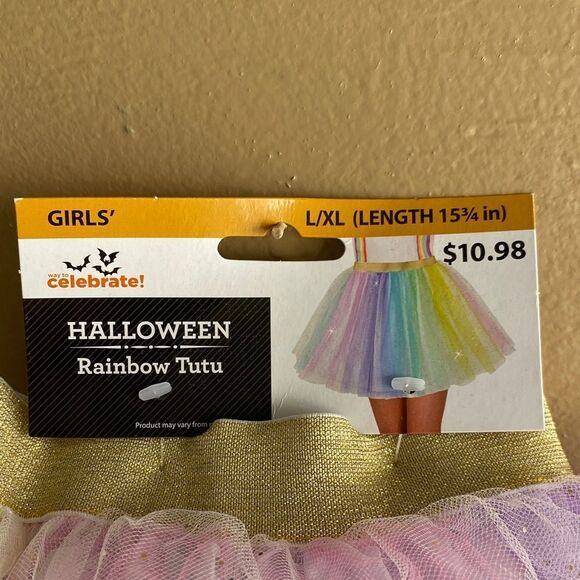 GIRLS'
L/XL (LENGTH 15¾ in)
$10.98
way to
celebrate!
HALLOWEEN
Rainbow Tutu
Product may vary from